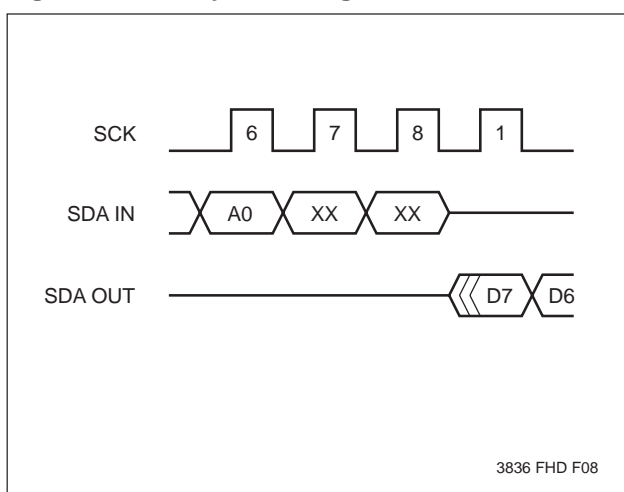 SCK 6 7 8 1
SDA IN A0 XX XX
SDA OUT D7 D6
3836 FHD F08